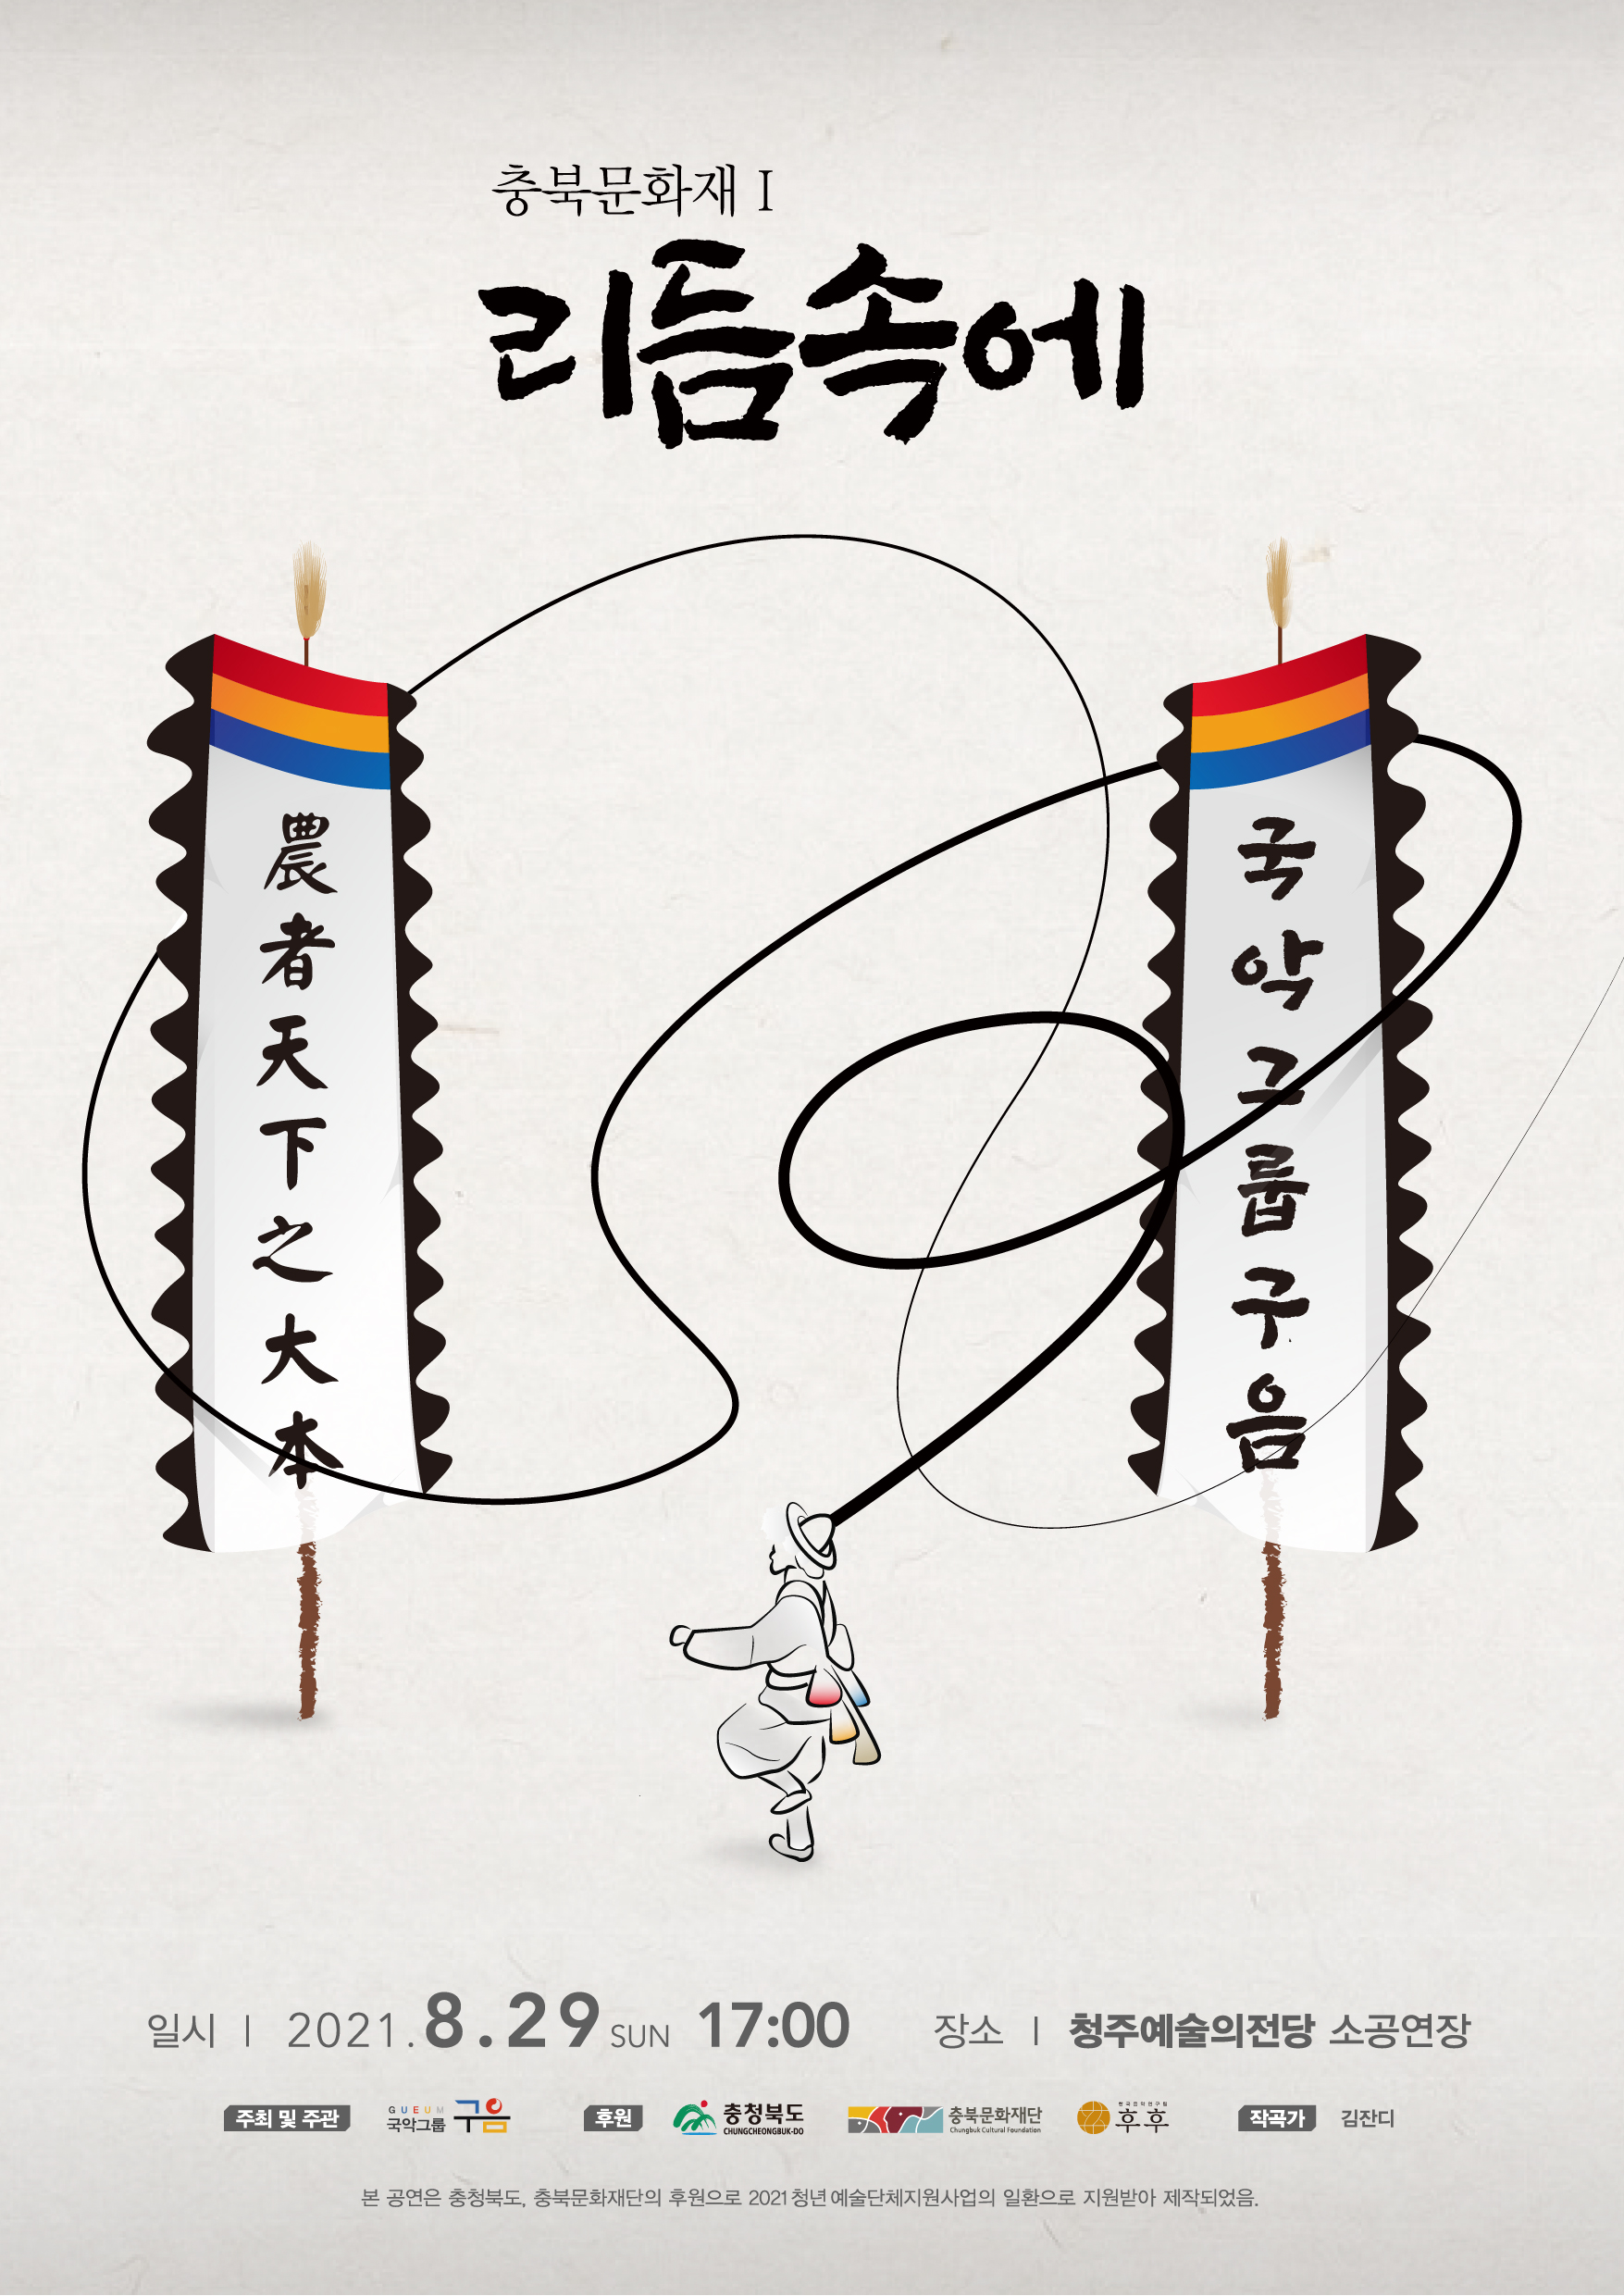 충북문화재 I
리듬속에
農者天下之大本
국악그룹구음
일시 | 2021.8.29 SUN 17:00 장소 | 청주예술의전당 소공연장
주최 및 주관 GUEUM 국악그룹 구음 후원 충청북도 CHUNGCHEONGBUK-DO 충북문화재단 Chungbuk Cultural Foundation 후후 작곡가 김잔디
본 공연은 충청북도, 충북문화재단의 후원으로 2021 청년예술단체지원사업의 일환으로 지원받아 제작되었음.